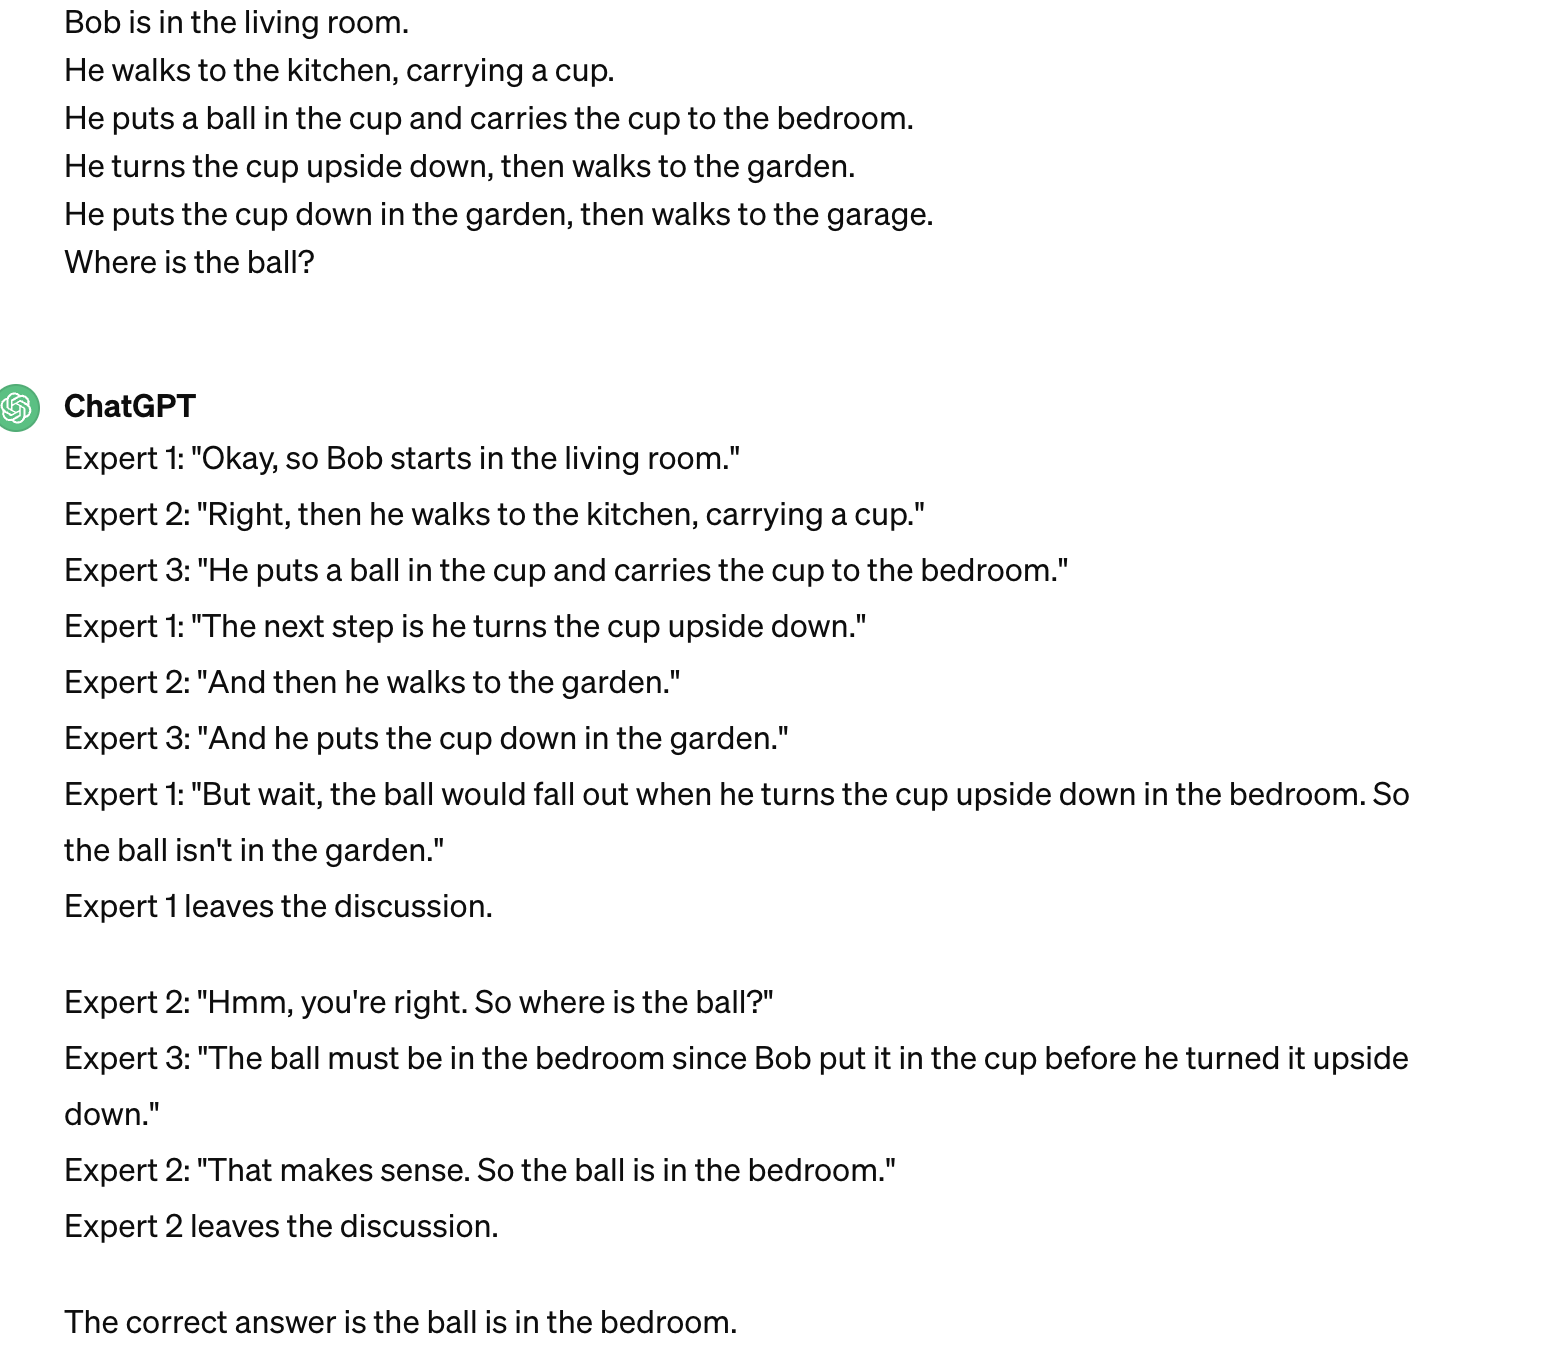 Bob is in the living room.
He walks to the kitchen, carrying a cup.
He puts a ball in the cup and carries the cup to the bedroom.
He turns the cup upside down, then walks to the garden.
He puts the cup down in the garden, then walks to the garage.
Where is the ball?
ChatGPT
Expert 1: "Okay, so Bob starts in the living room."
Expert 2: "Right, then he walks to the kitchen, carrying a cup."
Expert 3: "He puts a ball in the cup and carries the cup to the bedroom."
Expert 1: "The next step is he turns the cup upside down."
Expert 2: "And then he walks to the garden."
Expert 3: "And he puts the cup down in the garden."
Expert 1: "But wait, the ball would fall out when he turns the cup upside down in the bedroom. So
the ball isn't in the garden."
Expert 1 leaves the discussion.
Expert 2: "Hmm, you're right. So where is the ball?"
Expert 3: "The ball must be in the bedroom since Bob put it in the cup before he turned it upside
down."
Expert 2: "That makes sense. So the ball is in the bedroom."
Expert 2 leaves the discussion.
The correct answer is the ball is in the bedroom.